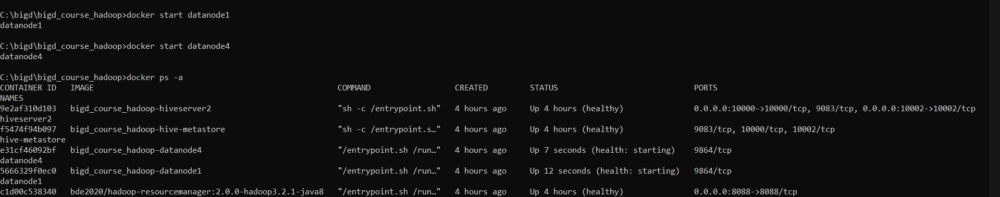 C:\bigd\bigd_course_hadoop>docker start datanode1
datanode1
C:\bigd\bigd_course_hadoop>docker start datanode4
datanode4
C:\bigd\bigd_course_hadoop>docker ps -a
CONTAINER ID   IMAGE                                                    COMMAND                  CREATED         STATUS                             PORTS
NAMES
9e2af310d103   bigd_course_hadoop-hiveserver2                           "sh -c /entrypoint.sh"   4 hours ago     Up 4 hours (healthy)               0.0.0.0:10000->10000/tcp, 9083/tcp, 0.0.0.0:10002->10002/tcp
hiveserver2
f5474f94b097   bigd_course_hadoop-hive-metastore                        "sh -c /entrypoint.s…"   4 hours ago     Up 4 hours (healthy)               9083/tcp, 10000/tcp, 10002/tcp
hive-metastore
e31cf46092bf   bigd_course_hadoop-datanode4                             "/entrypoint.sh /run…"   4 hours ago     Up 7 seconds (health: starting)    9864/tcp
datanode4
5666329f0ec0   bigd_course_hadoop-datanode1                             "/entrypoint.sh /run…"   4 hours ago     Up 12 seconds (health: starting)   9864/tcp
datanode1
c1d00c538340   bde2020/hadoop-resourcemanager:2.0.0-hadoop3.2.1-java8   "/entrypoint.sh /run…"   4 hours ago     Up 4 hours (healthy)               0.0.0.0:8088->8088/tcp